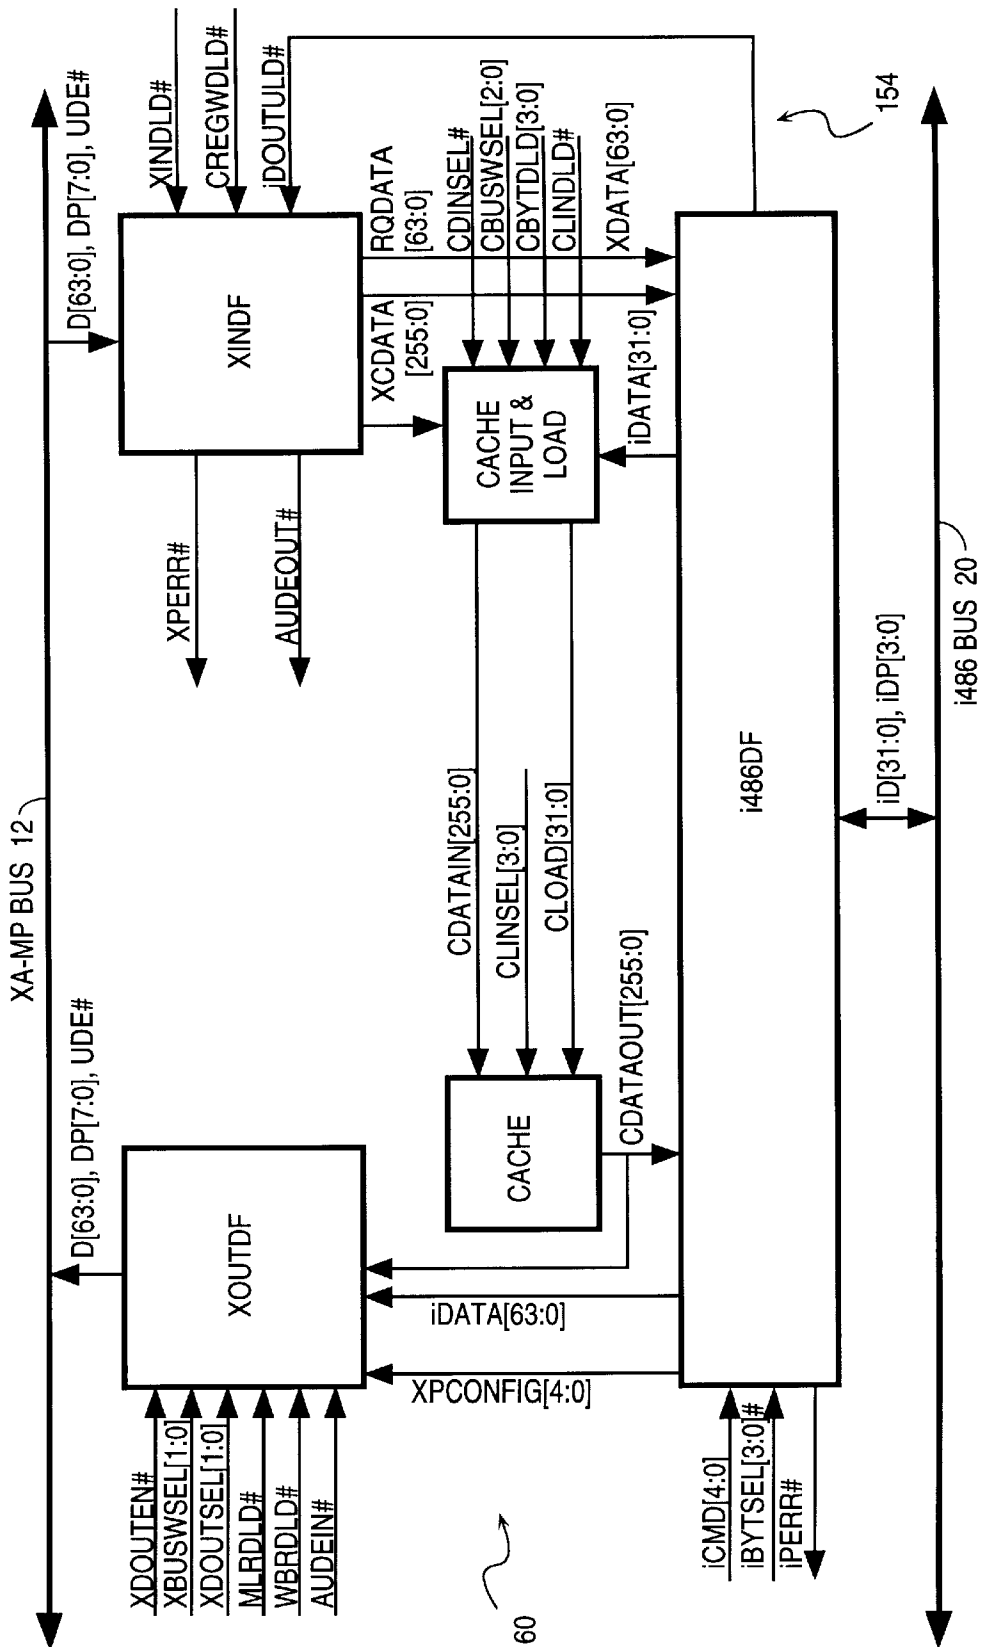 XA-MP BUS 12
D[63:0], DP[7:0], UDE#
D[63:0], DP[7:0], UDE#
XDOUTEN#
XBUSWSEL[1:0]
XDOUTSEL[1:0]
MLRDLD#
WBRDLD#
AUDEIN#
XOUTDF
XPERR#
AUDEOUT#
XINDF
XINDLD#
CREGWDLD#
iDOUTULD#
XCDATA
[255:0]
RQDATA
[63:0]
CDINSEL#
CBUSWSEL[2:0]
CBYTDLD[3:0]
CLINDLD#
XDATA[63:0]
CACHE
INPUT &
LOAD
iDATA[31:0]
CDATAIN[255:0]
CLINSEL[3:0]
CLOAD[31:0]
CACHE
CDATAOUT[255:0]
iDATA[63:0]
XPCONFIG[4:0]
60
iCMD[4:0]
iBYTSEL[3:0]#
iPERR#
i486DF
154
iD[31:0], iDP[3:0]
i486 BUS 20